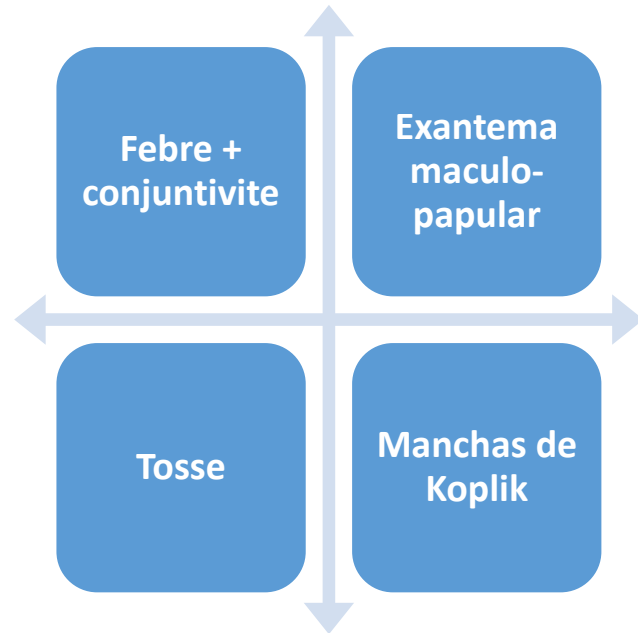 Febre +
conjuntivite
Exantema
maculo-
papular
Tosse
Manchas de
Koplik